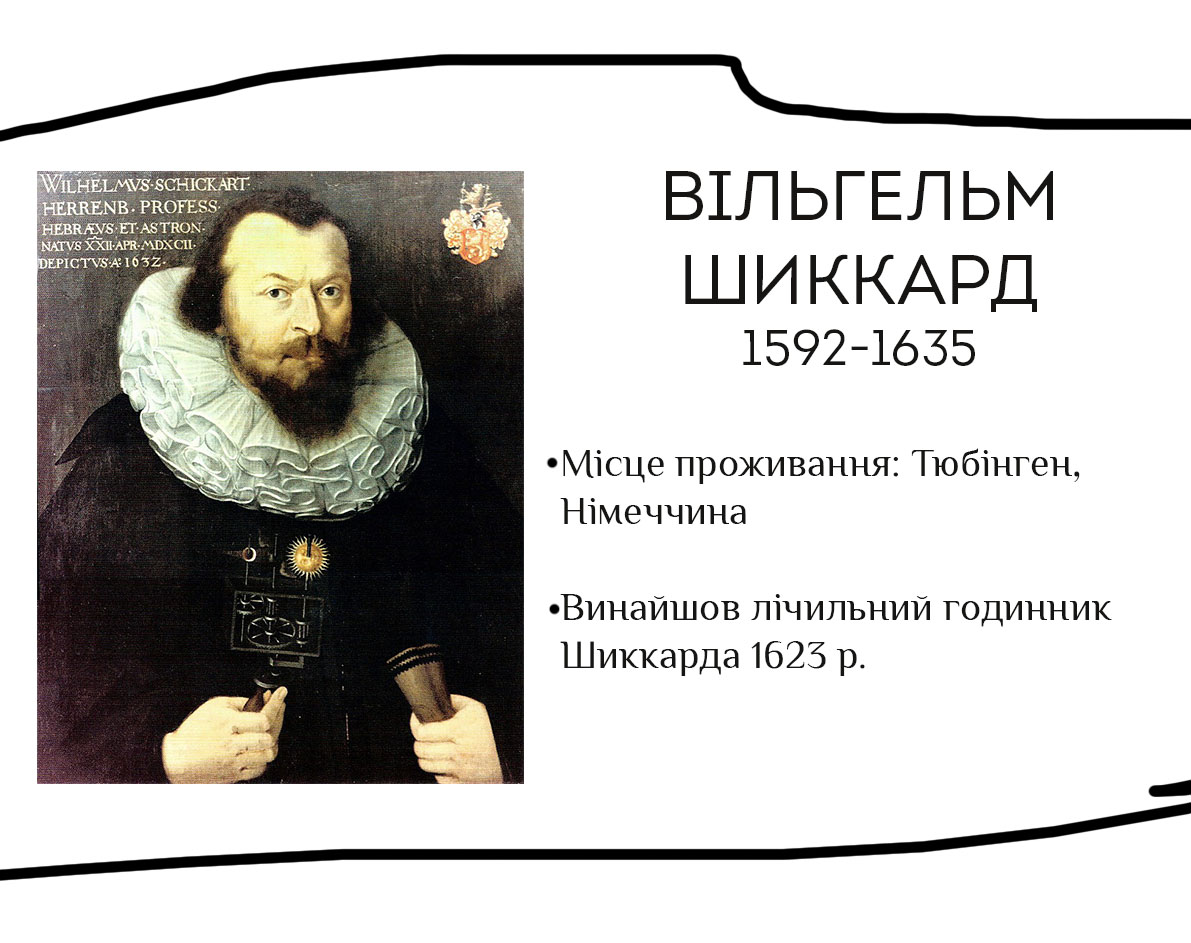 WILHELMVS·SCHICKART·
HERRENB· PROFESS·
HEBRÆVS·ET·ASTRON·
NATVS XXII·APR·MDXCII·
DEPICTVS·A:1632·
ВІЛЬГЕЛЬМ
ШИККАРД
1592-1635
•Місце проживання: Тюбінген,
Німеччина
•Винайшов лічильний годинник
Шиккарда 1623 р.